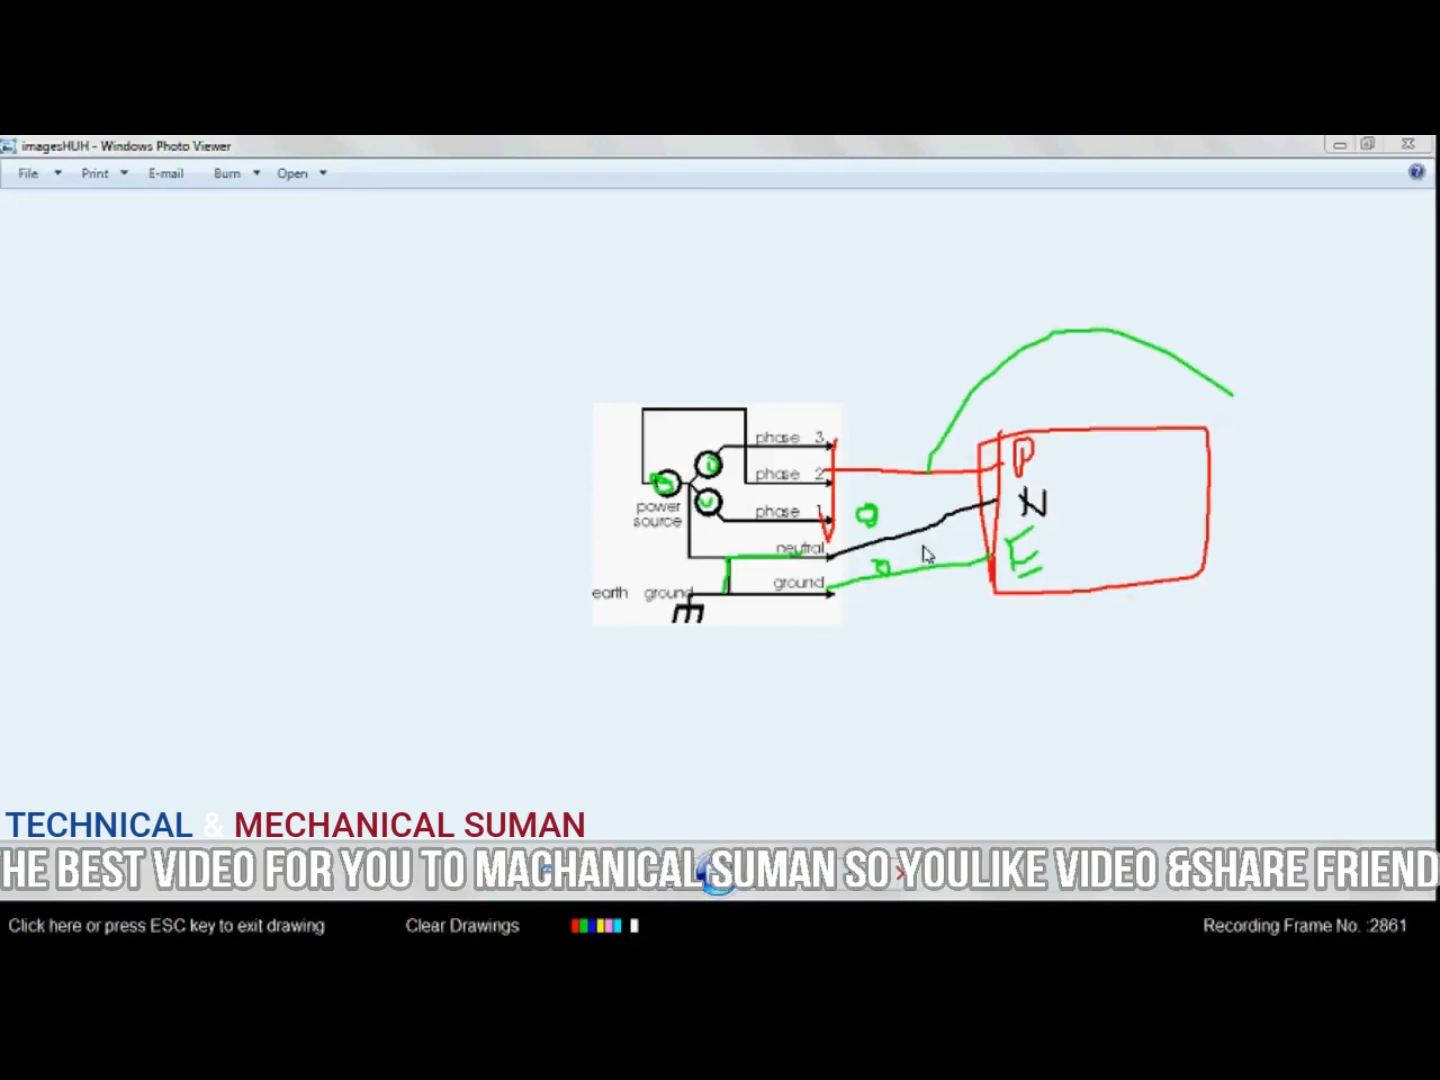 imagesHUH - Windows Photo Viewer
File Print E-mail Burn Open
phase 3
P
phase 2
N
power
source
phase 1
neutral
E
ground
earth ground
TECHNICAL & MECHANICAL SUMAN
THE BEST VIDEO FOR YOU TO MACHANICAL SUMAN SO YOULIKE VIDEO &SHARE FRIEND
Click here or press ESC key to exit drawing Clear Drawings Recording Frame No. :2861